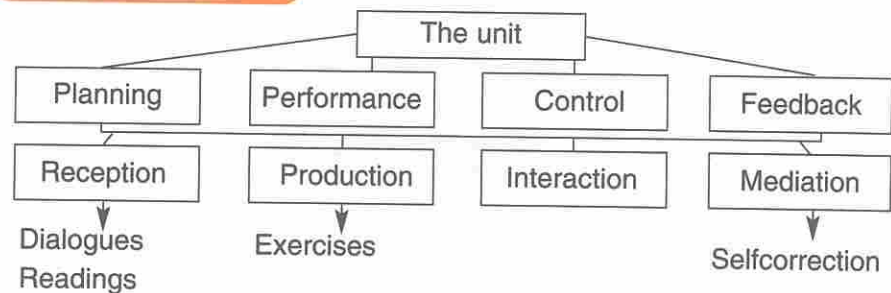 The unit
Planning Performance Control Feedback
Reception Production Interaction Mediation
Dialogues Exercises Selfcorrection
Readings